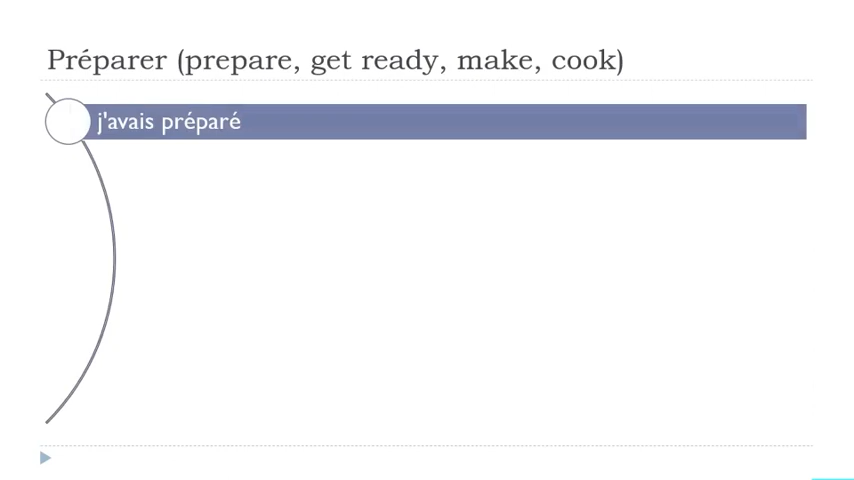 Préparer (prepare, get ready, make, cook)
j'avais préparé